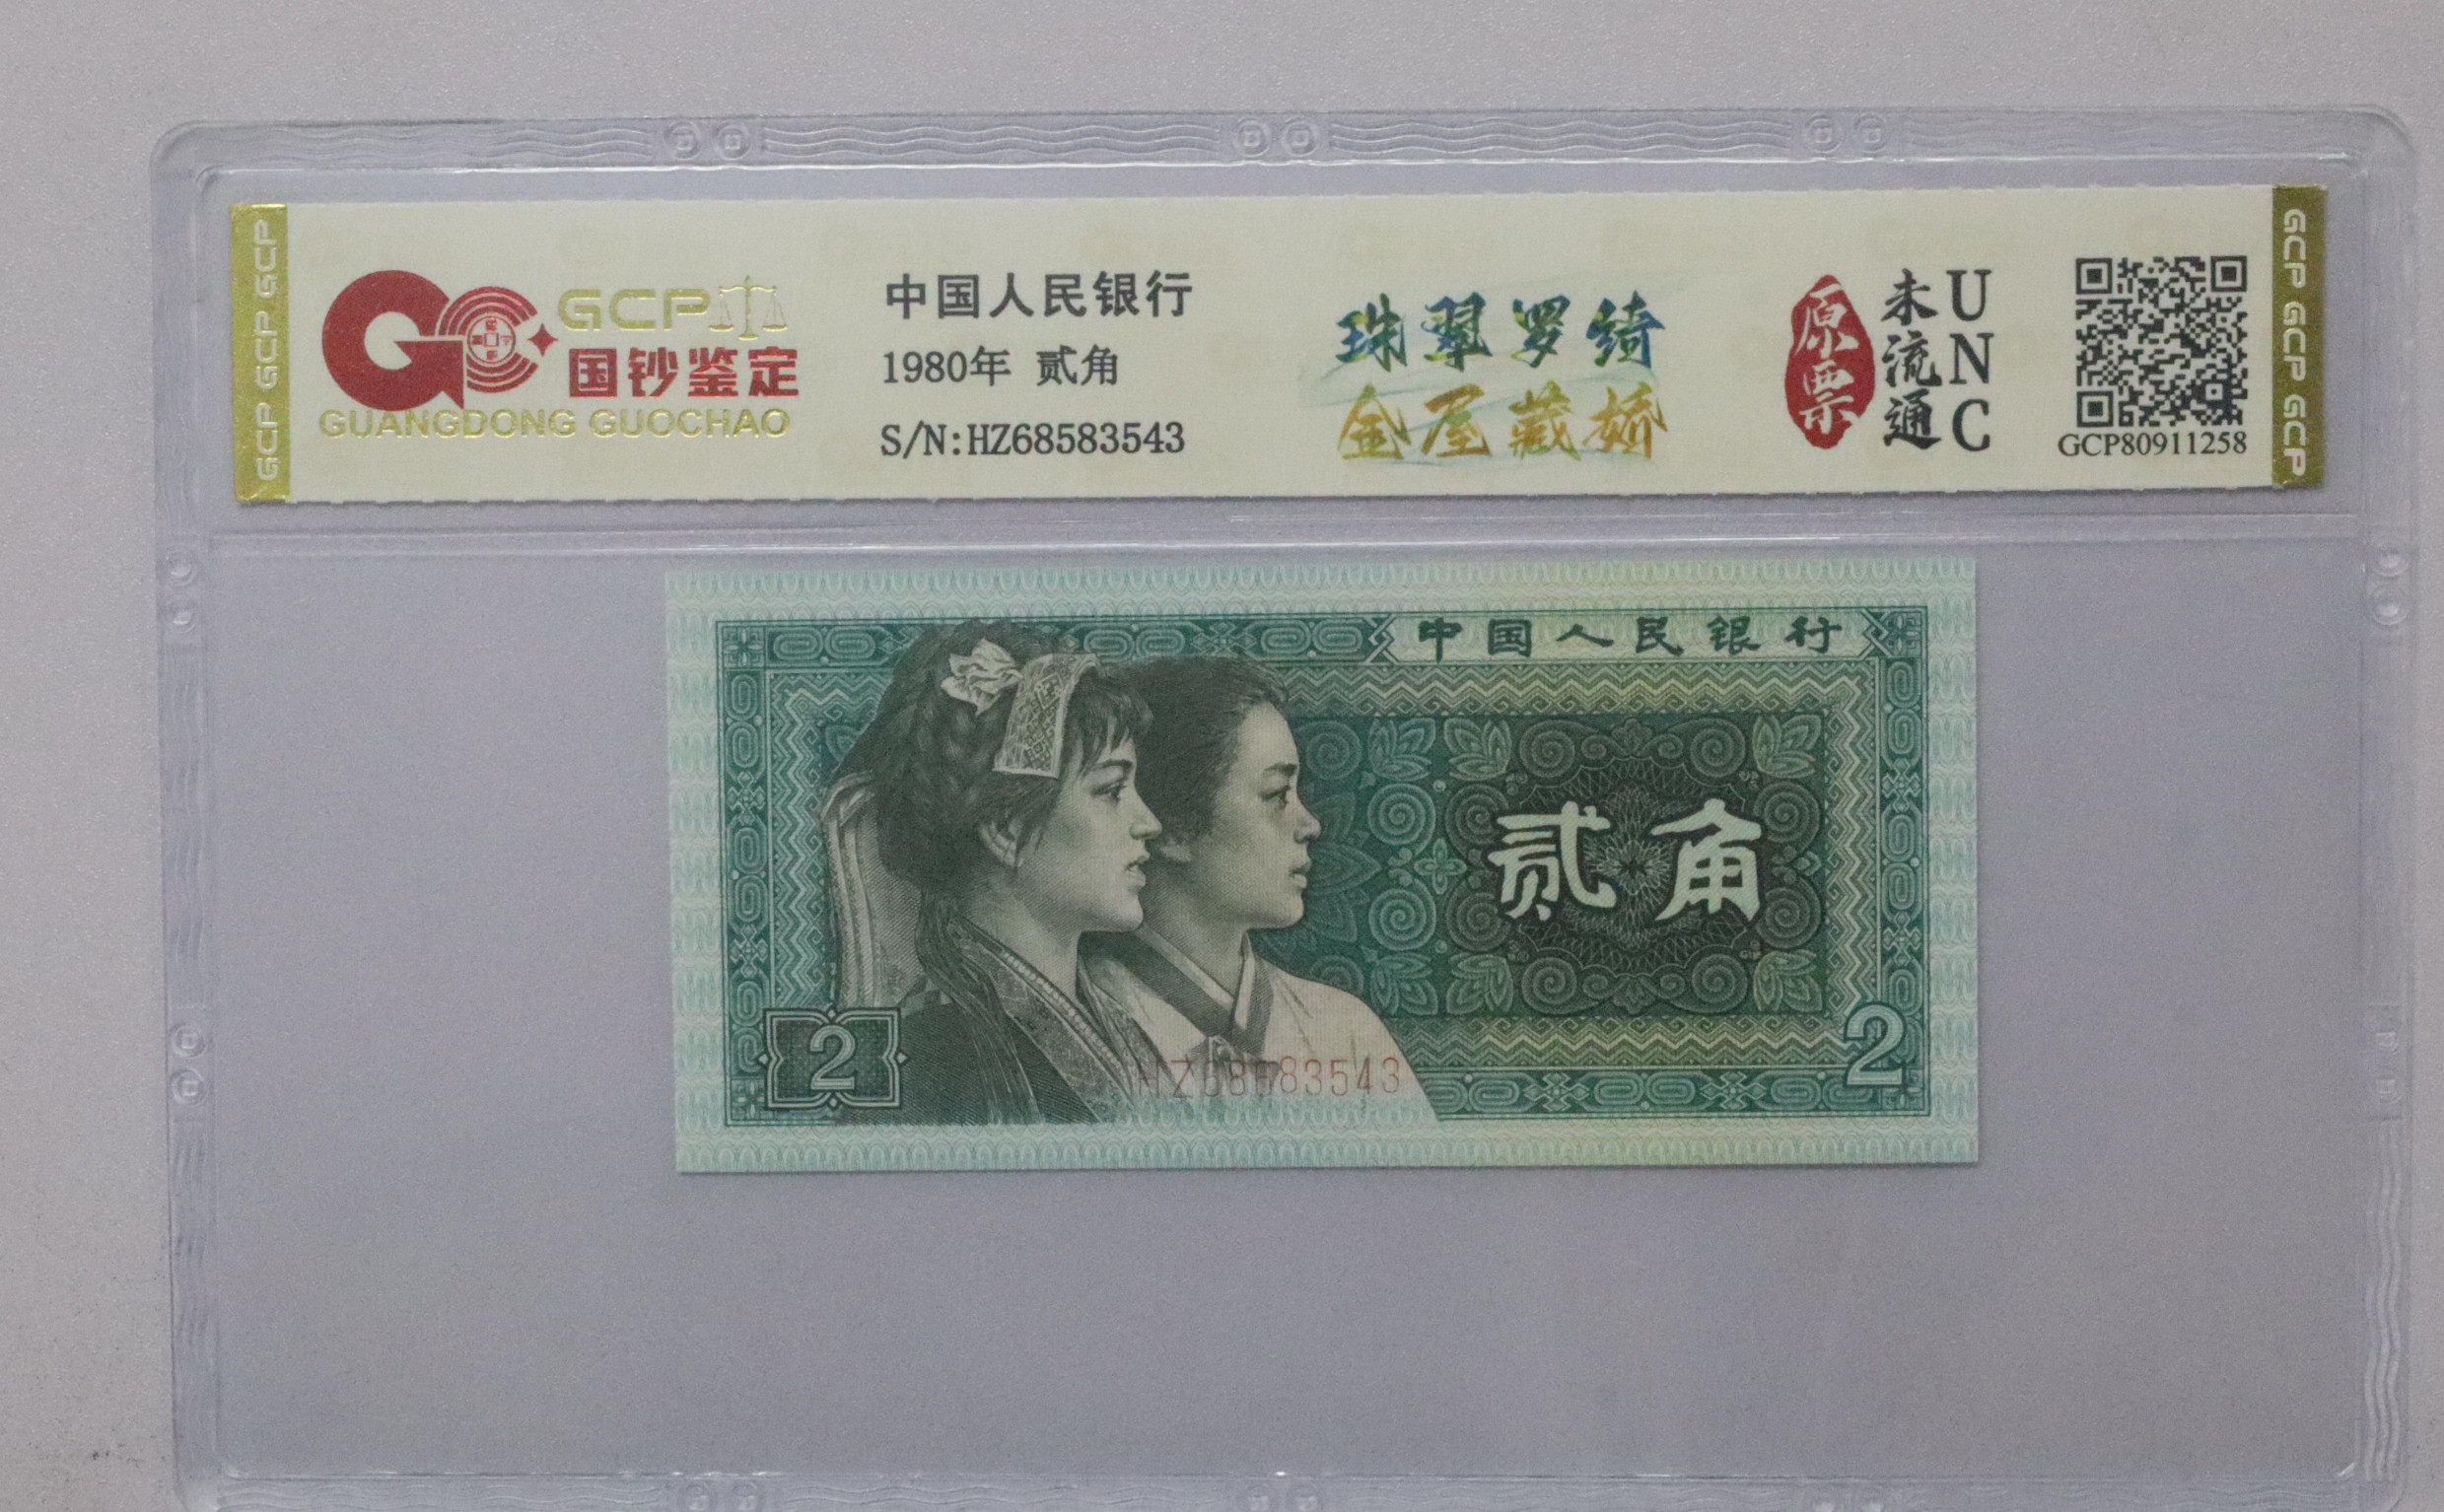 GCP GCP GCP
GCP
国钞鉴定
GUANGDONG GUOCHAO
中国人民银行
1980年 贰角
S/N:HZ68583543
珠翠罗绮
金屋藏娇
原票
未流通
UNC
GCP80911258
GCP GCP GCP
中国人民银行
贰角
2
2